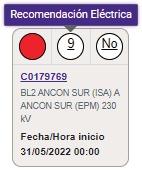 Recomendación Eléctrica
9 No
C0179769
BL2 ANCON SUR (ISA) A
ANCON SUR (EPM) 230
kV
Fecha/Hora inicio
31/05/2022 00:00